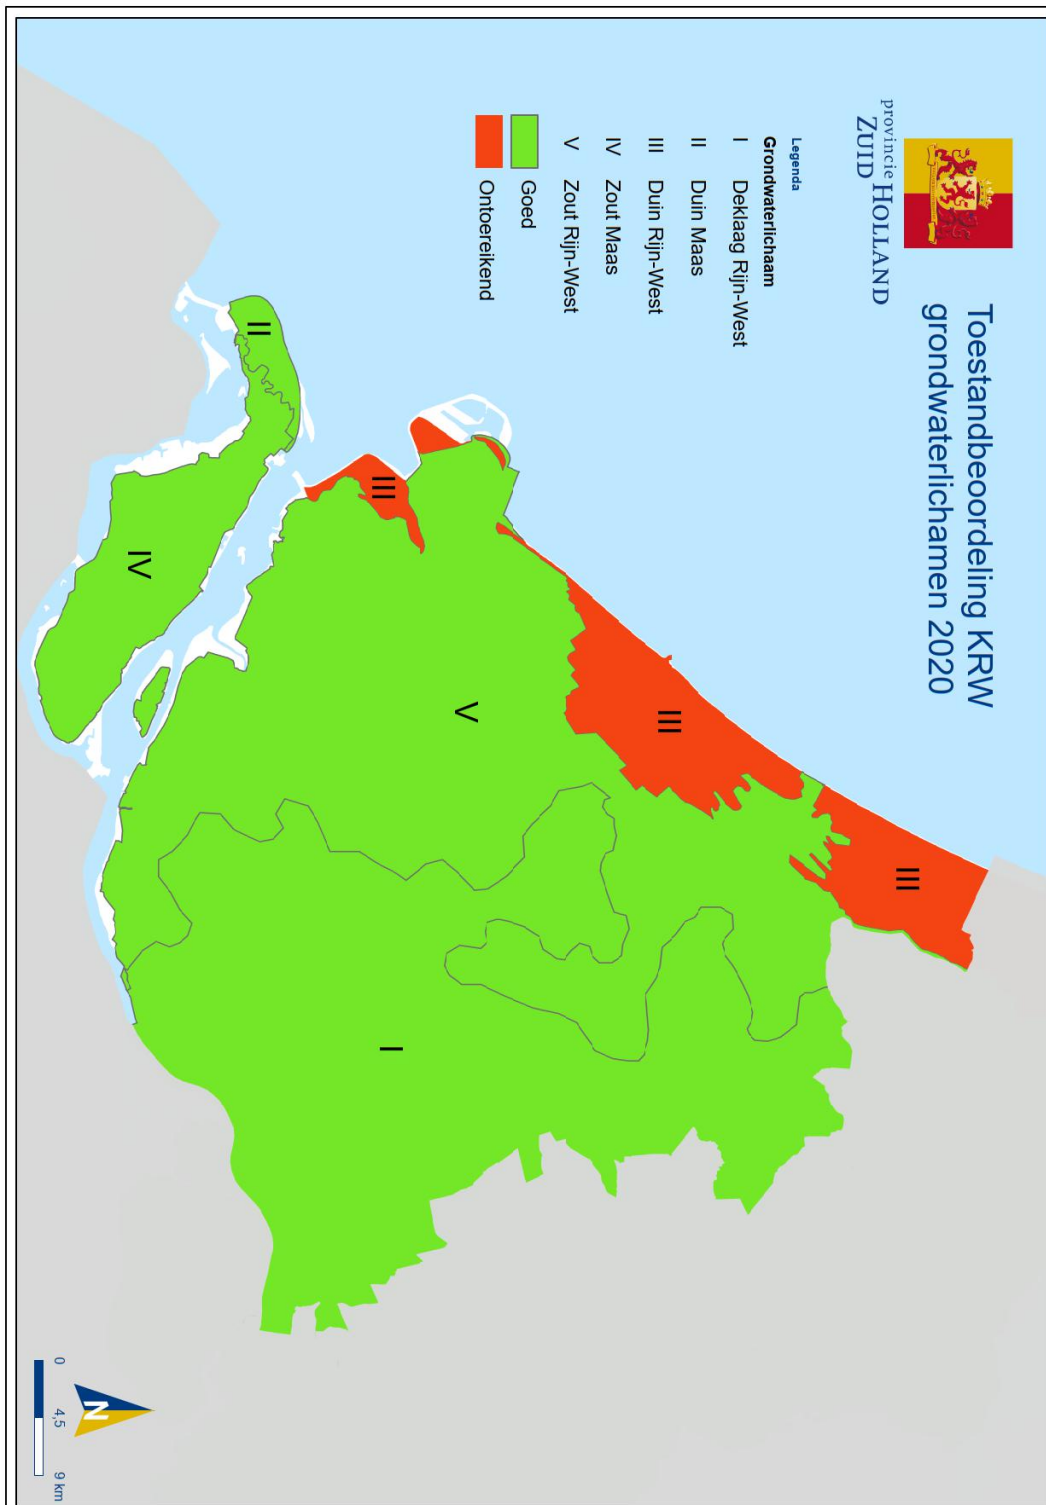 Toestandbeoordeling KRW
grondwaterlichamen 2020
provincie HOLLAND
ZUID
Legenda
Grondwaterlichaam
I Deklaag Rijn-West
II Duin Maas
III Duin Rijn-West
IV Zout Maas
V Zout Rijn-West
Goed
Ontoereikend
III
III
III
II
V
IV
I
N
0 4,5 9 km